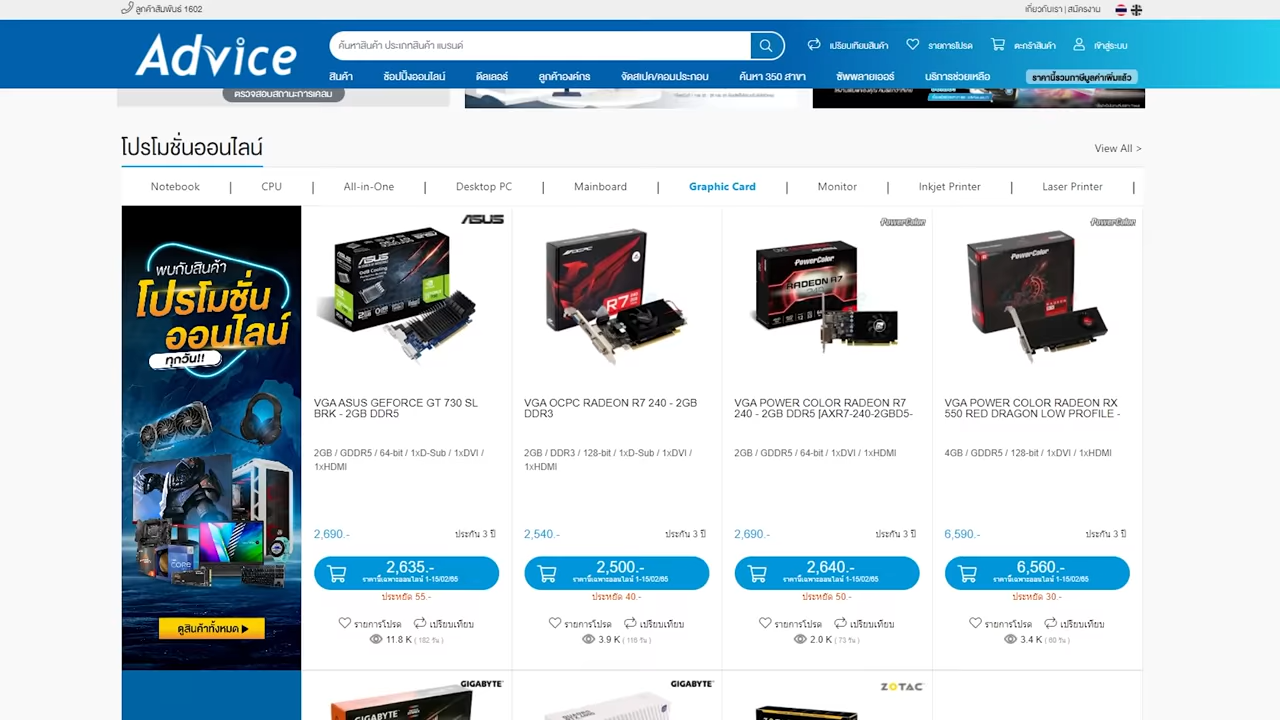 ลูกค้าสัมพันธ์ 1602
เกี่ยวกับเรา | สมัครงาน
Advice
ค้นหาสินค้า ประเภทสินค้า แบรนด์
เปรียบเทียบสินค้า
รายการโปรด
ตะกร้าสินค้า
เข้าสู่ระบบ
สินค้า
ช้อปปิ้งออนไลน์
ดีลเลอร์
ลูกค้าองค์กร
จัดสเปค/คอมประกอบ
ค้นหา 350 สาขา
ซัพพลายเออร์
บริการช่วยเหลือ
ราคานี้รวมภาษีมูลค่าเพิ่มแล้ว
ตรวจสอบสถานะการเคลม
โปรโมชั่นออนไลน์
View All >
Notebook | CPU | All-in-One | Desktop PC | Mainboard | Graphic Card | Monitor | Inkjet Printer | Laser Printer |
พบกับสินค้า
โปรโมชั่น
ออนไลน์
ทุกวัน!!
CORE
ดูสินค้าทั้งหมด
ASUS
VGA ASUS GEFORCE GT 730 SL
BRK - 2GB DDR5
2GB / GDDR5 / 64-bit / 1xD-Sub / 1xDVI /
1xHDMI
2,690.-
ประกัน 3 ปี
2,635.-
ราคานี้เฉพาะออนไลน์ 1-15/02/65
ประหยัด 55.-
รายการโปรด
เปรียบเทียบ
11.8 K ( 182 วัน )
OCPC
R7
VGA OCPC RADEON R7 240 - 2GB
DDR3
2GB / DDR3 / 128-bit / 1xD-Sub / 1xDVI /
1xHDMI
2,540.-
ประกัน 3 ปี
2,500.-
ราคานี้เฉพาะออนไลน์ 1-15/02/65
ประหยัด 40.-
รายการโปรด
เปรียบเทียบ
3.9 K ( 116 วัน )
PowerColor
PowerColor
RADEON R7
VGA POWER COLOR RADEON R7
240 - 2GB DDR5 [AXR7-240-2GBD5-
2GB / GDDR5 / 64-bit / 1xDVI / 1xHDMI
2,690.-
ประกัน 3 ปี
2,640.-
ราคานี้เฉพาะออนไลน์ 1-15/02/65
ประหยัด 50.-
รายการโปรด
เปรียบเทียบ
2.0 K ( 73 วัน )
PowerColor
PowerColor
VGA POWER COLOR RADEON RX
550 RED DRAGON LOW PROFILE -
4GB / GDDR5 / 128-bit / 1xDVI / 1xHDMI
6,590.-
ประกัน 3 ปี
6,560.-
ราคานี้เฉพาะออนไลน์ 1-15/02/65
ประหยัด 30.-
รายการโปรด
เปรียบเทียบ
3.4 K ( 60 วัน )
GIGABYTE
GIGABYTE
GIGABYTE
ZOTAC